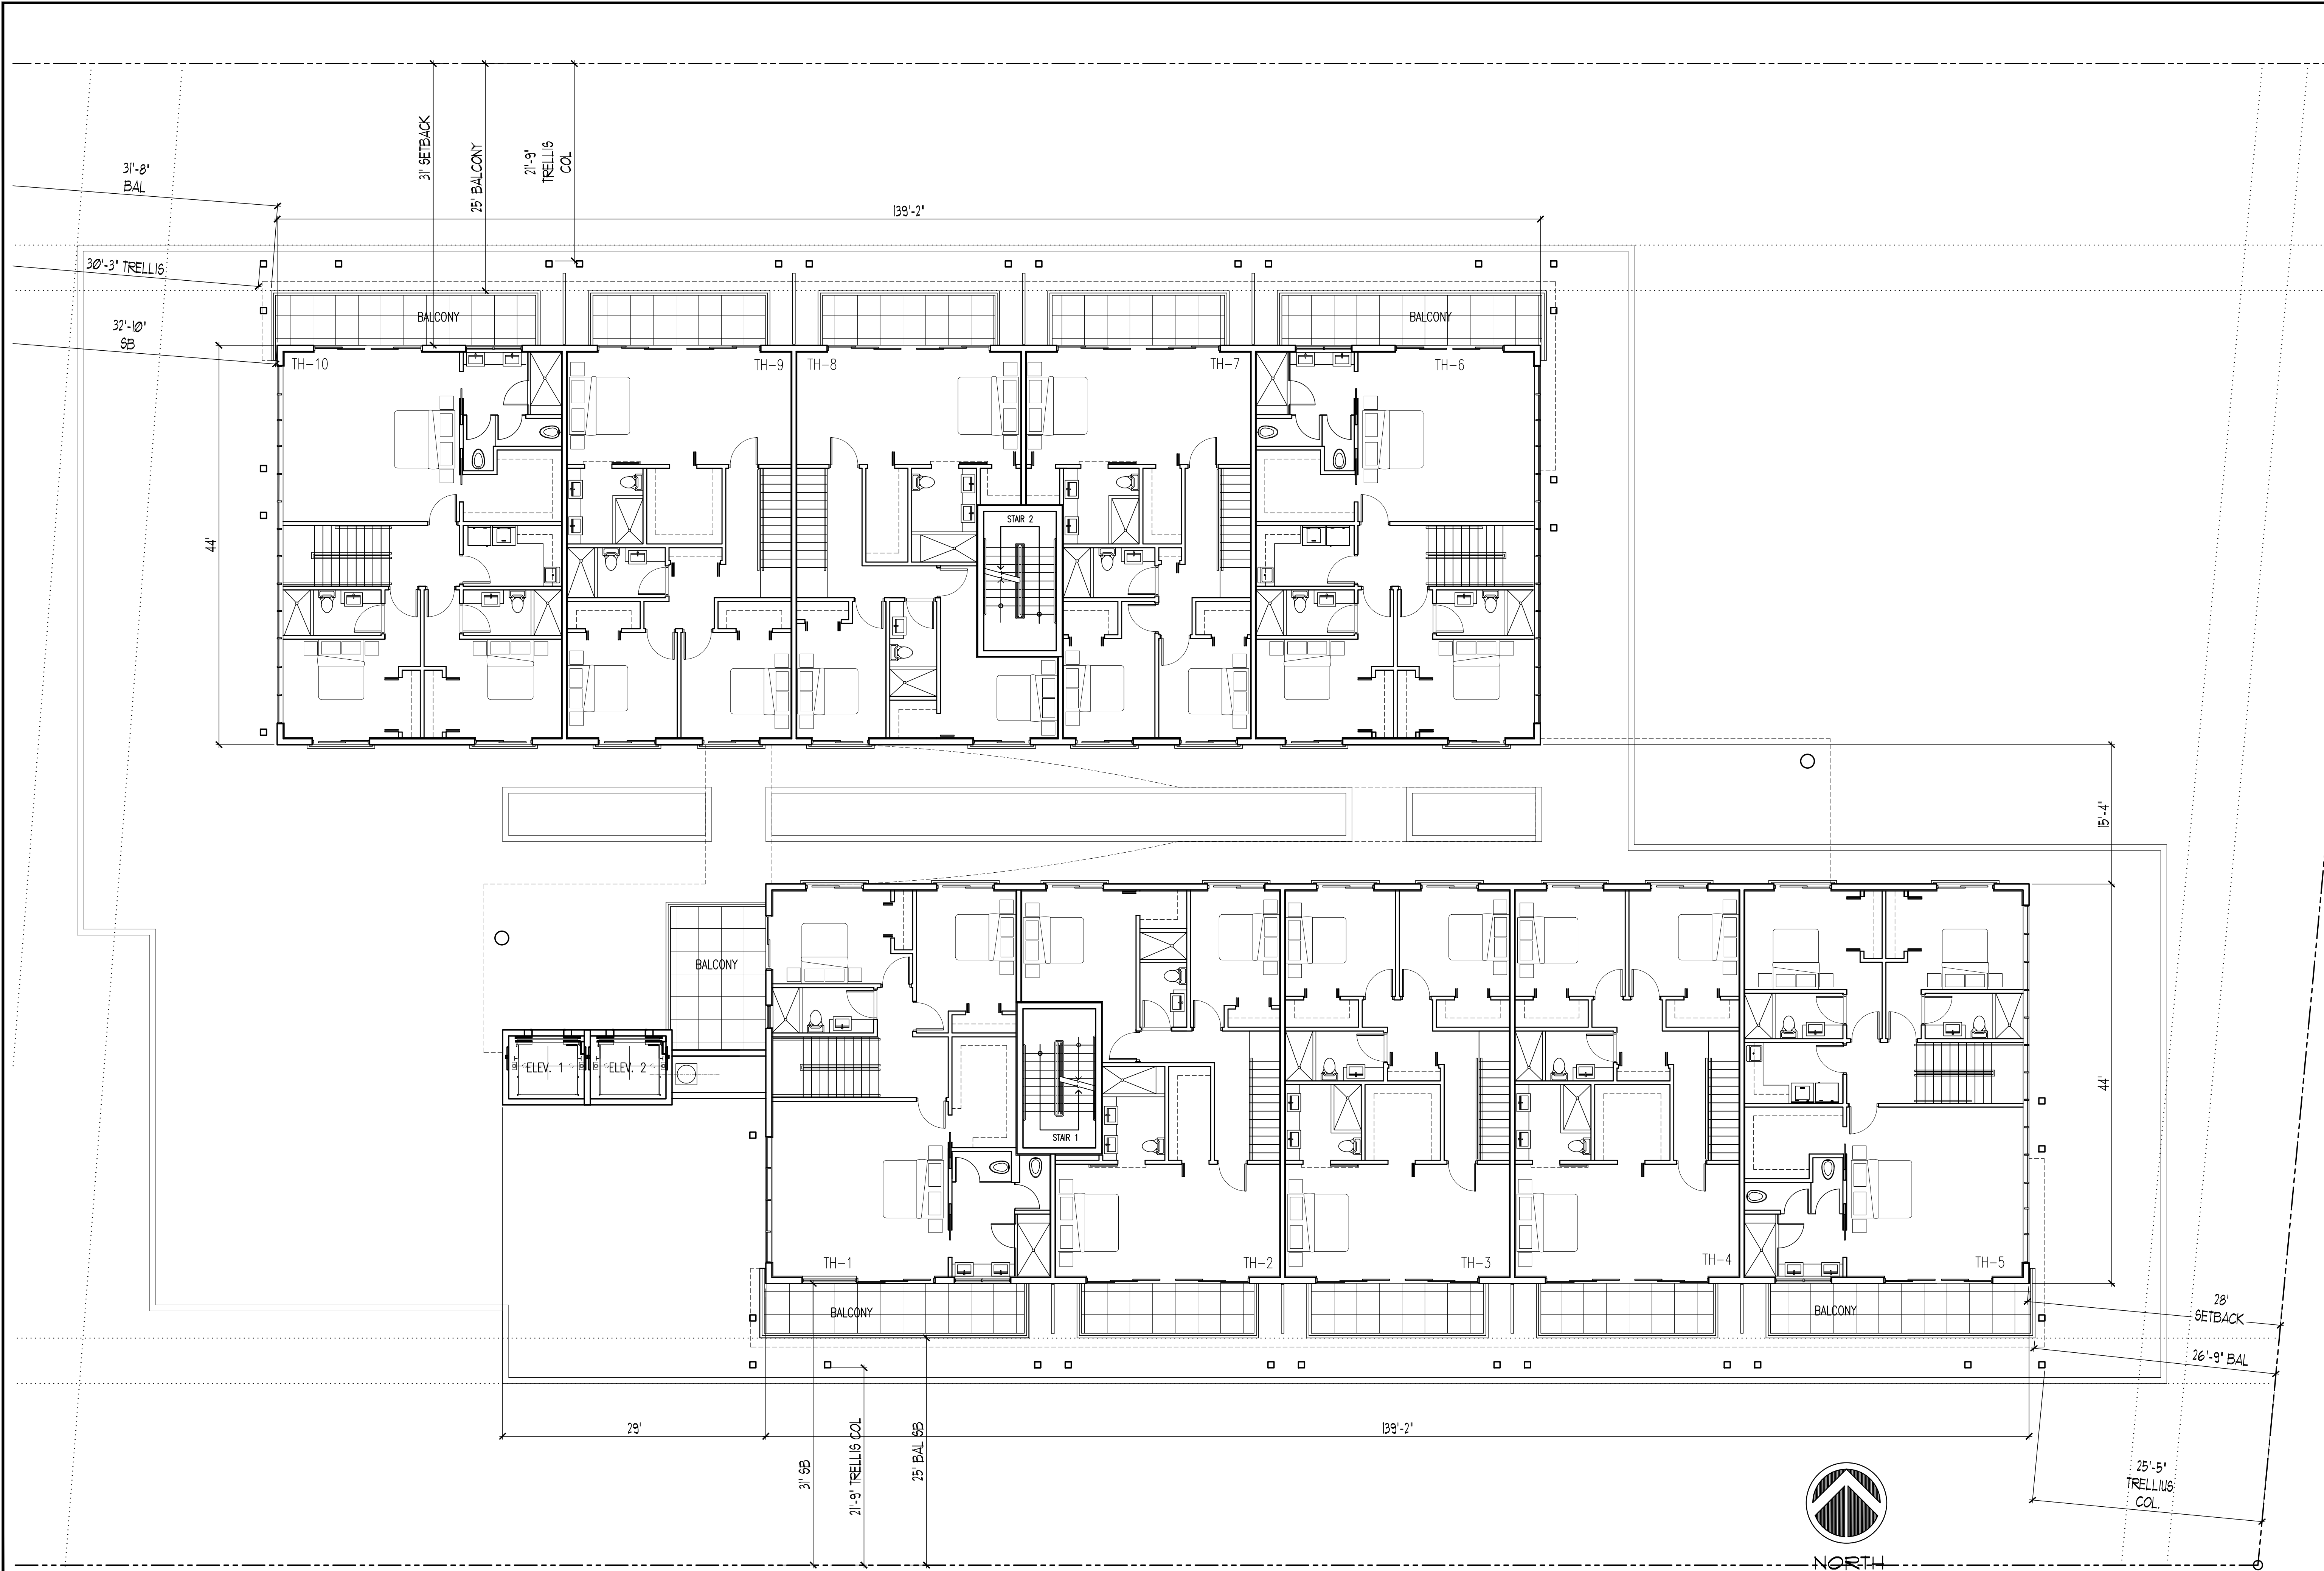 31' SETBACK
25' BALCONY
21'-9"
TRELLIS
COL
31'-8"
BAL
139'-2"
30'-3" TRELLIS
32'-10"
SB
BALCONY
BALCONY
TH-10
TH-9
TH-8
TH-7
TH-6
44'
STAIR 2
15'-4"
BALCONY
ELEV. 1
ELEV. 2
44'
STAIR 1
TH-1
TH-2
TH-3
TH-4
TH-5
BALCONY
BALCONY
28'
SETBACK
26'-9" BAL
29'
139'-2"
31' SB
21'-9" TRELLIS COL
25' BAL SB
25'-5"
TRELLIUS
COL.
NORTH